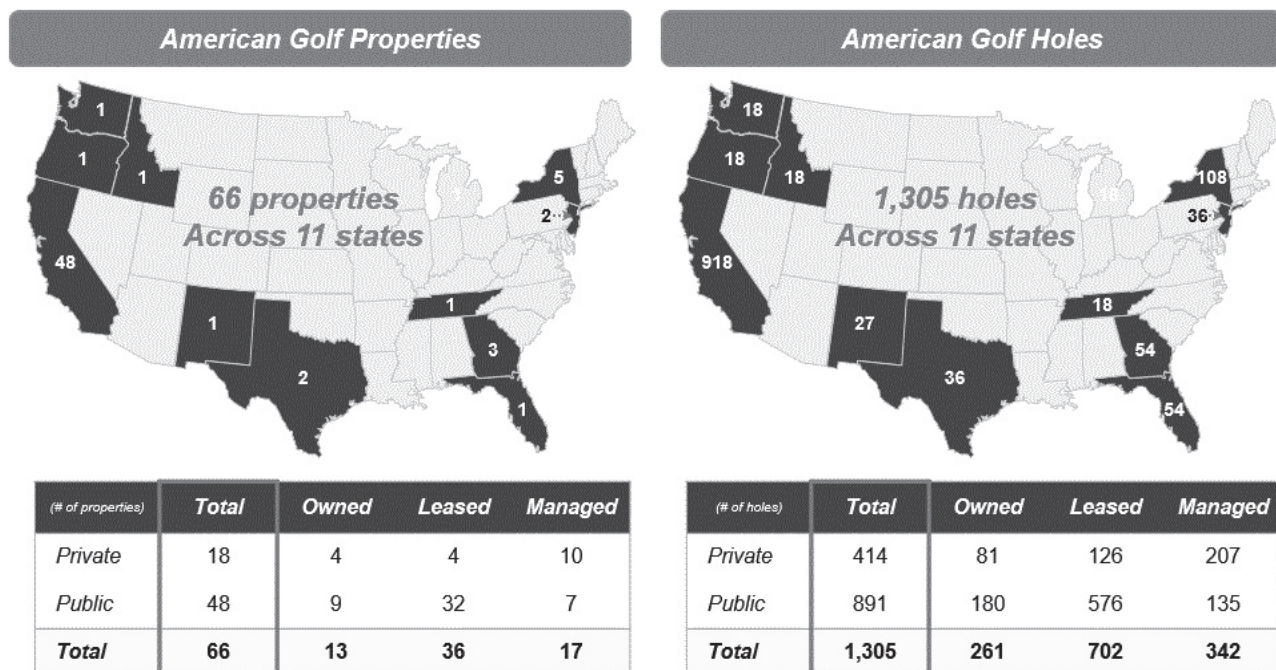 American Golf Properties
1
1
1
5
1
66 properties
2
Across 11 states
48
1
1
3
2
1
(# of properties) Total Owned Leased Managed
Private 18 4 4 10
Public 48 9 32 7
Total 66 13 36 17
American Golf Holes
18
18
18
108
18
1,305 holes
36
Across 11 states
918
18
27
54
36
54
(# of holes) Total Owned Leased Managed
Private 414 81 126 207
Public 891 180 576 135
Total 1,305 261 702 342